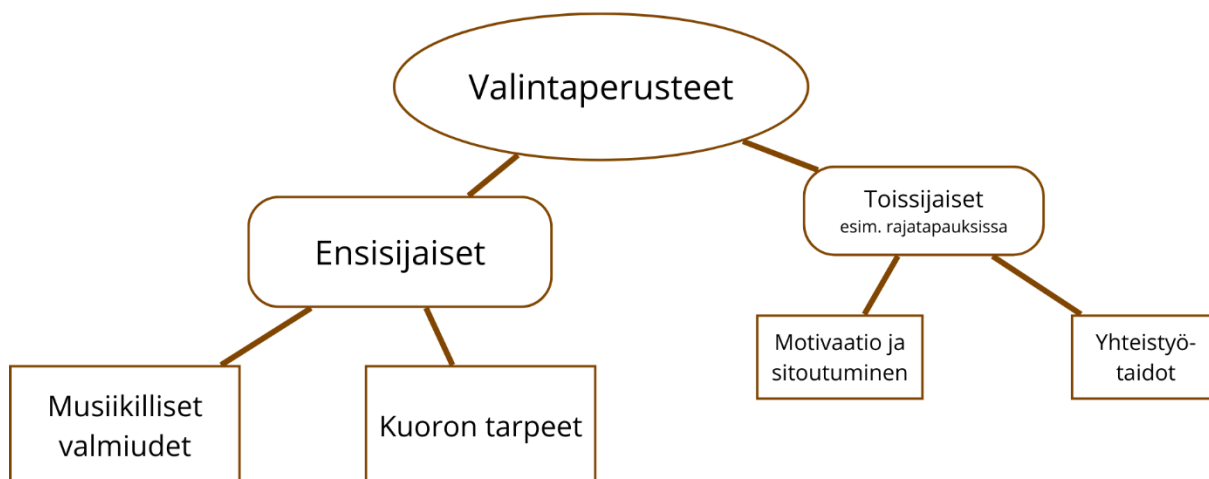 Valintaperusteet
Ensisijaiset
Toissijaiset
esim. rajatapauksissa
Musiikilliset
valmiudet
Kuoron tarpeet
Motivaatio ja
sitoutuminen
Yhteistyö-
taidot